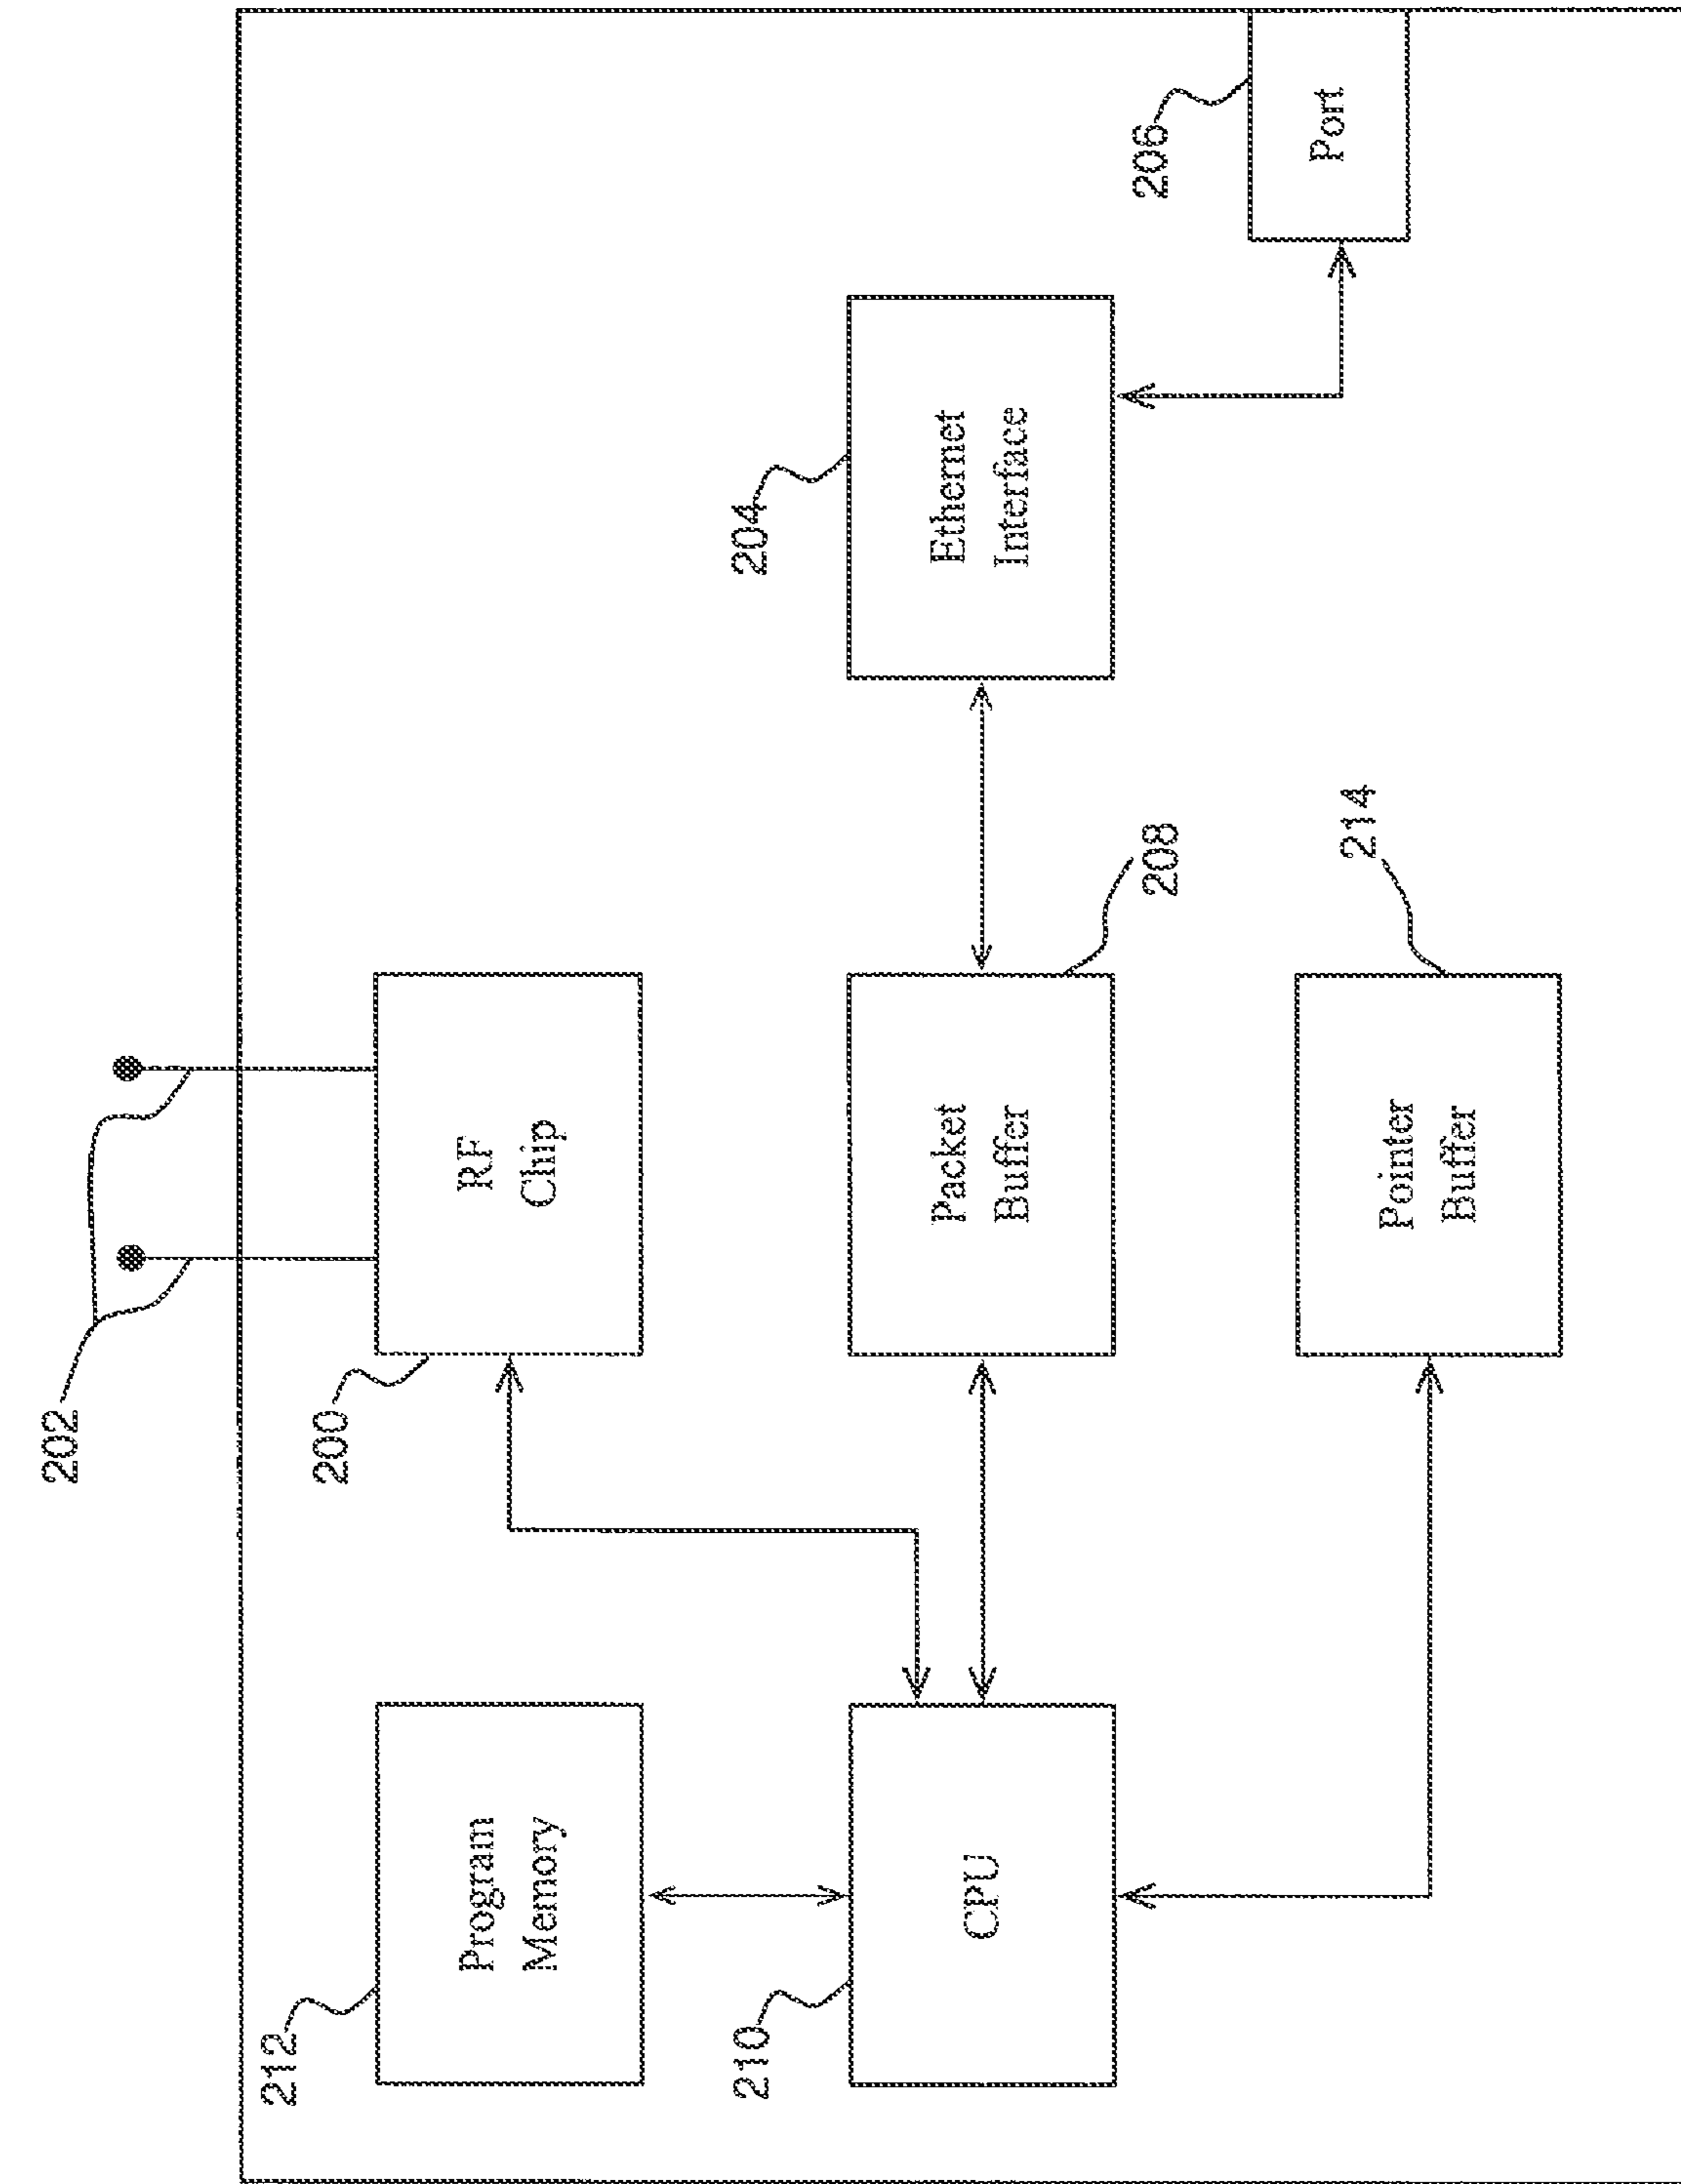 202
212
200
Program
Memory
RF
Chip
210
204
CPU
Packet
Buffer
Ethernet
Interface
208
206
Port
214
Pointer
Buffer